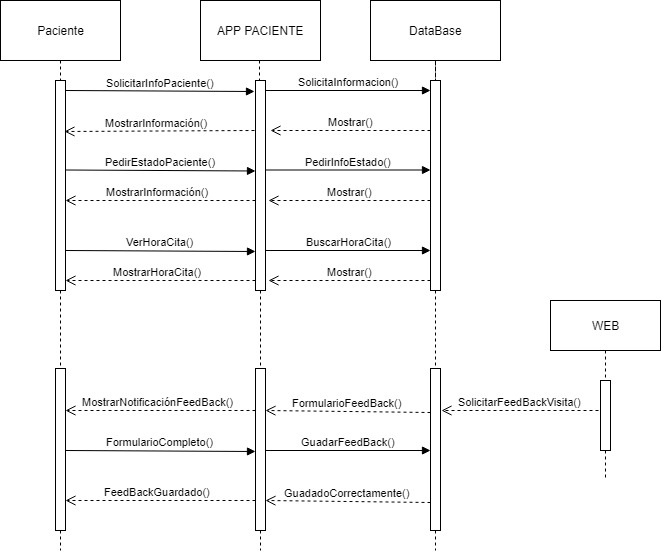 Paciente
APP PACIENTE
DataBase
SolicitarInfoPaciente()
SolicitaInformacion()
MostrarInformación()
Mostrar()
PedirEstadoPaciente()
PedirInfoEstado()
MostrarInformación()
Mostrar()
VerHoraCita()
BuscarHoraCita()
MostrarHoraCita()
Mostrar()
WEB
MostrarNotificaciónFeedBack()
FormularioFeedBack()
SolicitarFeedBackVisita()
FormularioCompleto()
GuadarFeedBack()
FeedBackGuardado()
GuadadoCorrectamente()